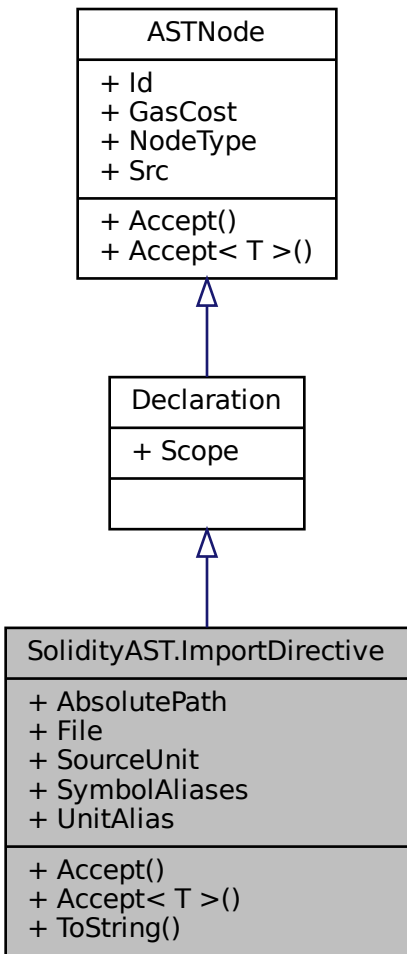 ASTNode
+ Id
+ GasCost
+ NodeType
+ Src
+ Accept()
+ Accept< T >()
Declaration
+ Scope
SolidityAST.ImportDirective
+ AbsolutePath
+ File
+ SourceUnit
+ SymbolAliases
+ UnitAlias
+ Accept()
+ Accept< T >()
+ ToString()